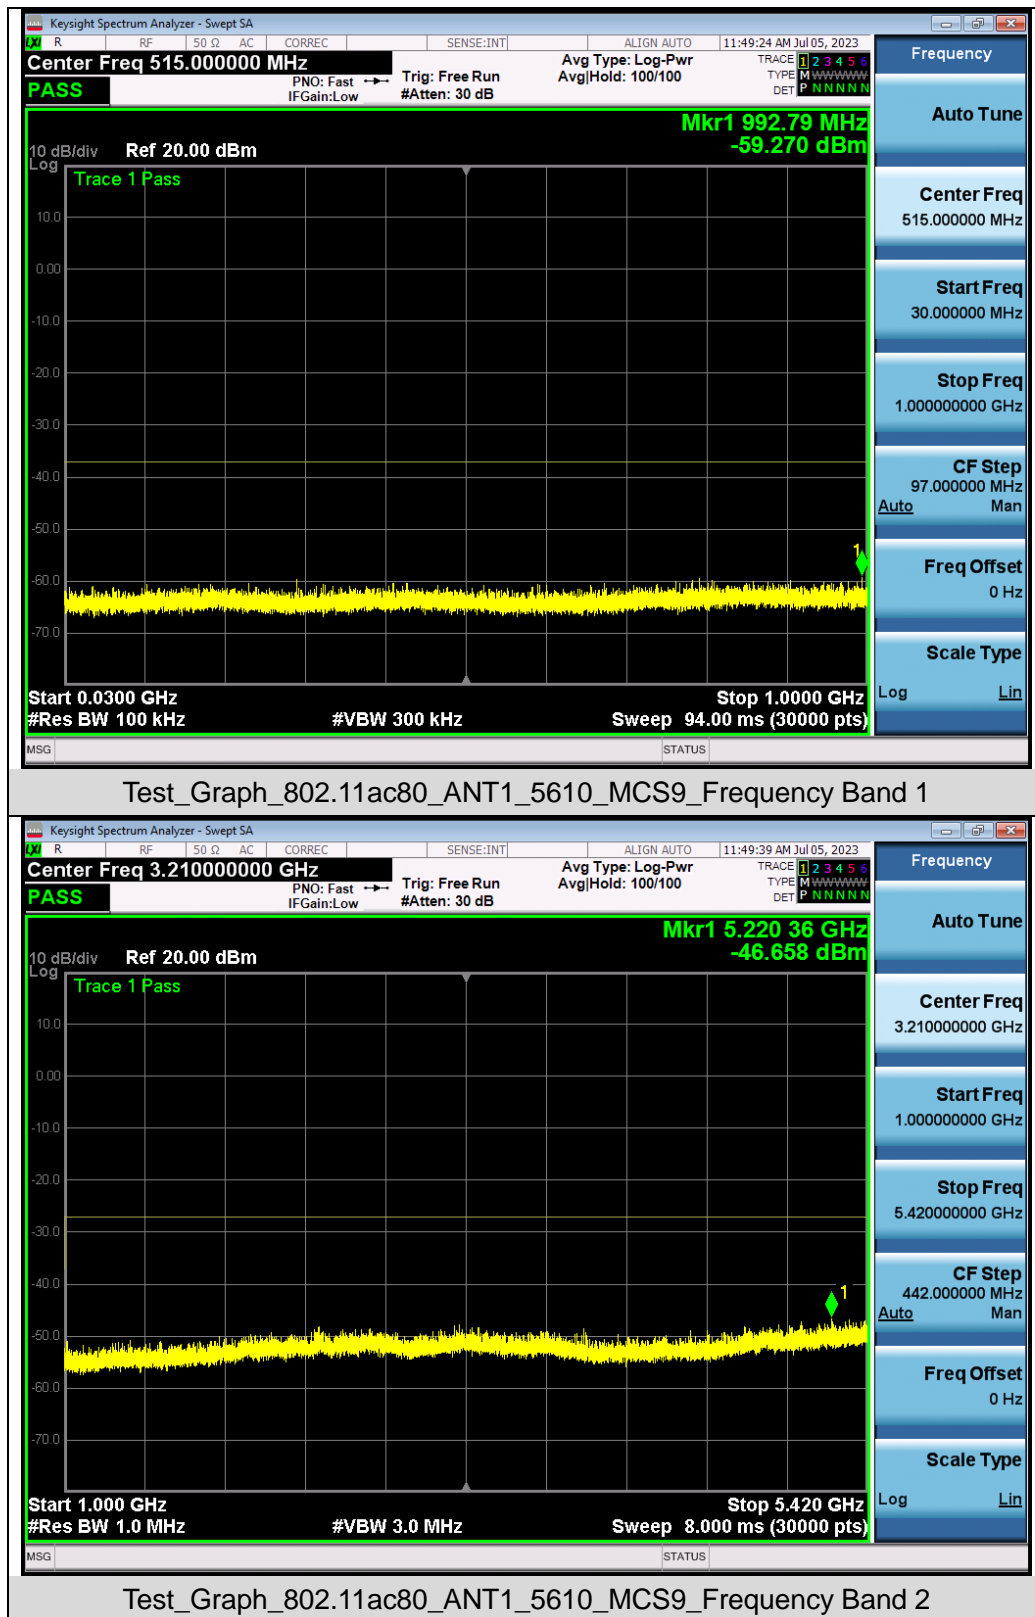 Keysight Spectrum Analyzer - Swept SA
LXI R RF 50 Ω AC CORREC SENSE:INT ALIGN AUTO 11:49:24 AM Jul 05, 2023
Center Freq 515.000000 MHz
PASS
PNO: Fast
IFGain:Low
Trig: Free Run
#Atten: 30 dB
Avg Type: Log-Pwr
Avg|Hold: 100/100
TRACE 1 2 3 4 5 6
TYPE M WWWWW
DET P N N N N N
Mkr1 992.79 MHz
-59.270 dBm
10 dB/div Ref 20.00 dBm
Log
Trace 1 Pass
10.0
0.00
-10.0
-20.0
-30.0
-40.0
-50.0
-60.0
-70.0
1
Start 0.0300 GHz Stop 1.0000 GHz
#Res BW 100 kHz #VBW 300 kHz Sweep 94.00 ms (30000 pts)
MSG STATUS
Frequency
Auto Tune
Center Freq
515.000000 MHz
Start Freq
30.000000 MHz
Stop Freq
1.000000000 GHz
CF Step
97.000000 MHz
Auto Man
Freq Offset
0 Hz
Scale Type
Log Lin
Test_Graph_802.11ac80_ANT1_5610_MCS9_Frequency Band 1
Keysight Spectrum Analyzer - Swept SA
LXI R RF 50 Ω AC CORREC SENSE:INT ALIGN AUTO 11:49:39 AM Jul 05, 2023
Center Freq 3.210000000 GHz
PASS
PNO: Fast
IFGain:Low
Trig: Free Run
#Atten: 30 dB
Avg Type: Log-Pwr
Avg|Hold: 100/100
TRACE 1 2 3 4 5 6
TYPE M WWWWW
DET P N N N N N
Mkr1 5.220 36 GHz
-46.658 dBm
10 dB/div Ref 20.00 dBm
Log
Trace 1 Pass
10.0
0.00
-10.0
-20.0
-30.0
-40.0
-50.0
-60.0
-70.0
1
Start 1.000 GHz Stop 5.420 GHz
#Res BW 1.0 MHz #VBW 3.0 MHz Sweep 8.000 ms (30000 pts)
MSG STATUS
Frequency
Auto Tune
Center Freq
3.210000000 GHz
Start Freq
1.000000000 GHz
Stop Freq
5.420000000 GHz
CF Step
442.000000 MHz
Auto Man
Freq Offset
0 Hz
Scale Type
Log Lin
Test_Graph_802.11ac80_ANT1_5610_MCS9_Frequency Band 2